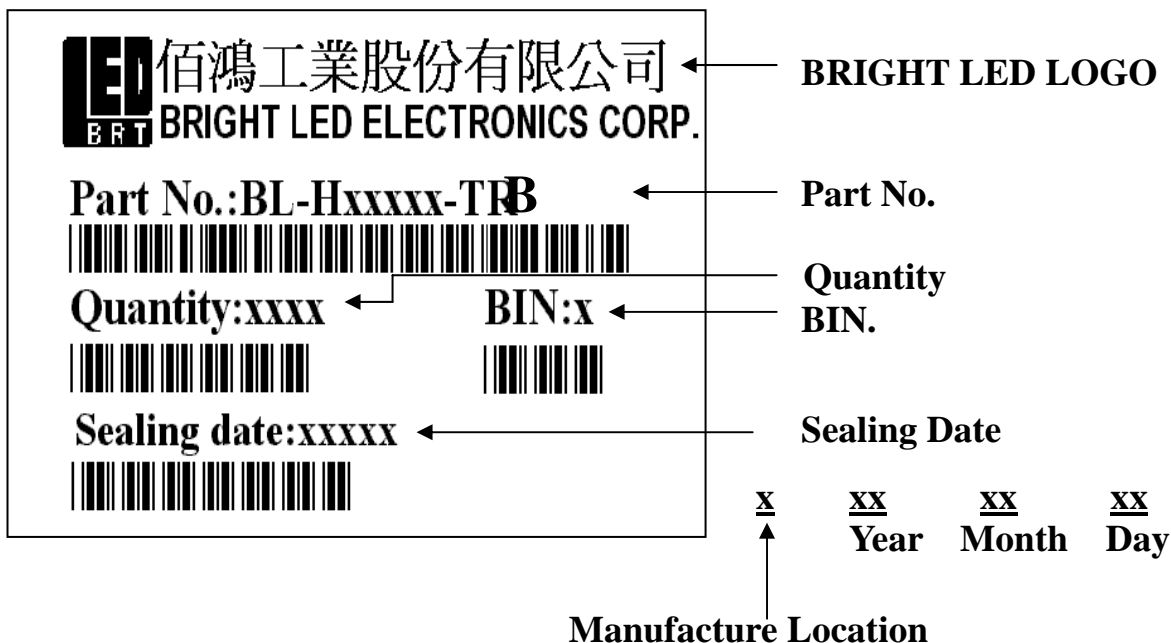 佰鴻工業股份有限公司
BRIGHT LED LOGO
LED
BRT
BRIGHT LED ELECTRONICS CORP.
Part No.:BL-Hxxxxx-TRB
Part No.
Quantity
Quantity:xxxx
BIN:x
BIN.
Sealing date:xxxxx
Sealing Date
x xx xx xx
Year Month Day
Manufacture Location